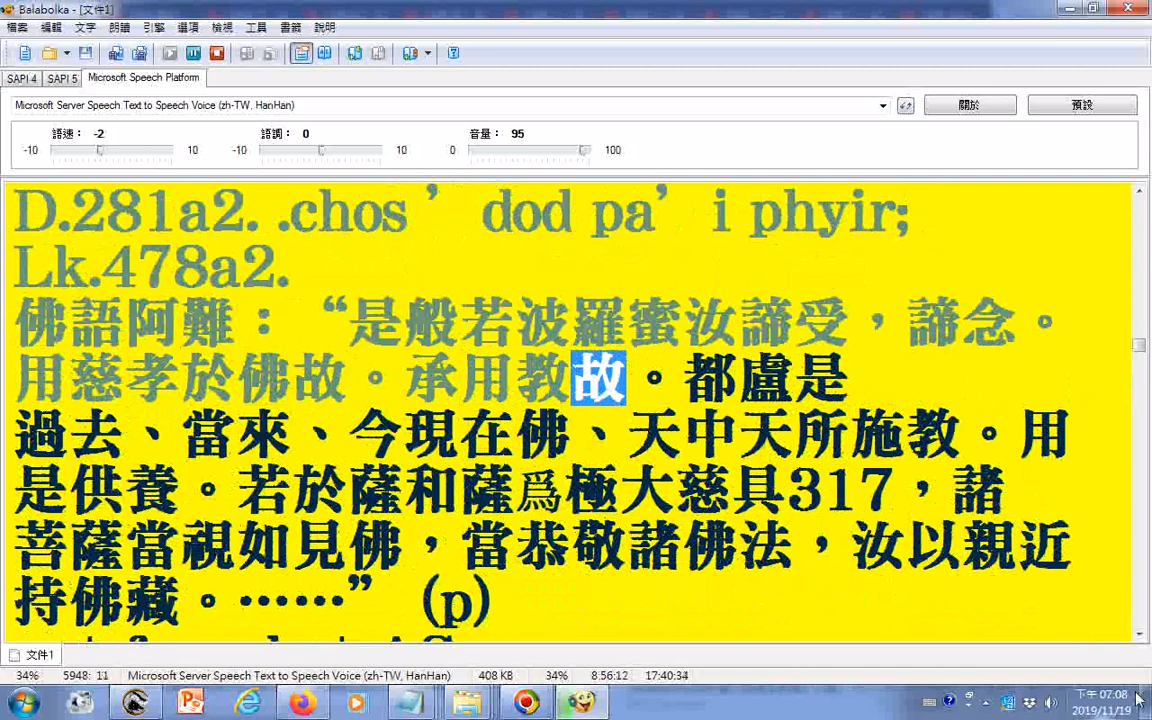 Balabolka - [文件1]
檔案 編輯 文字 朗讀 引擎 選項 檢視 工具 書籤 說明
SAPI 4 SAPI 5 Microsoft Speech Platform
Microsoft Server Speech Text to Speech Voice (zh-TW, HanHan) 關於 預設
語速： -2 語調： 0 音量： 95
-10 10 -10 10 0 100
D.281a2. .chos ’dod pa’i phyir;
Lk.478a2.
佛語阿難：“是般若波羅蜜汝諦受，諦念。
用慈孝於佛故。承用教故。都盧是
過去、當來、今現在佛、天中天所施教。用
是供養。若於薩和薩爲極大慈具317，諸
菩薩當視如見佛，當恭敬諸佛法，汝以親近
持佛藏。⋯⋯” (p)
文件1
34% 5948: 11 Microsoft Server Speech Text to Speech Voice (zh-TW, HanHan) 408 KB 34% 8:56:12 17:40:34
下午 07:08
2019/11/19